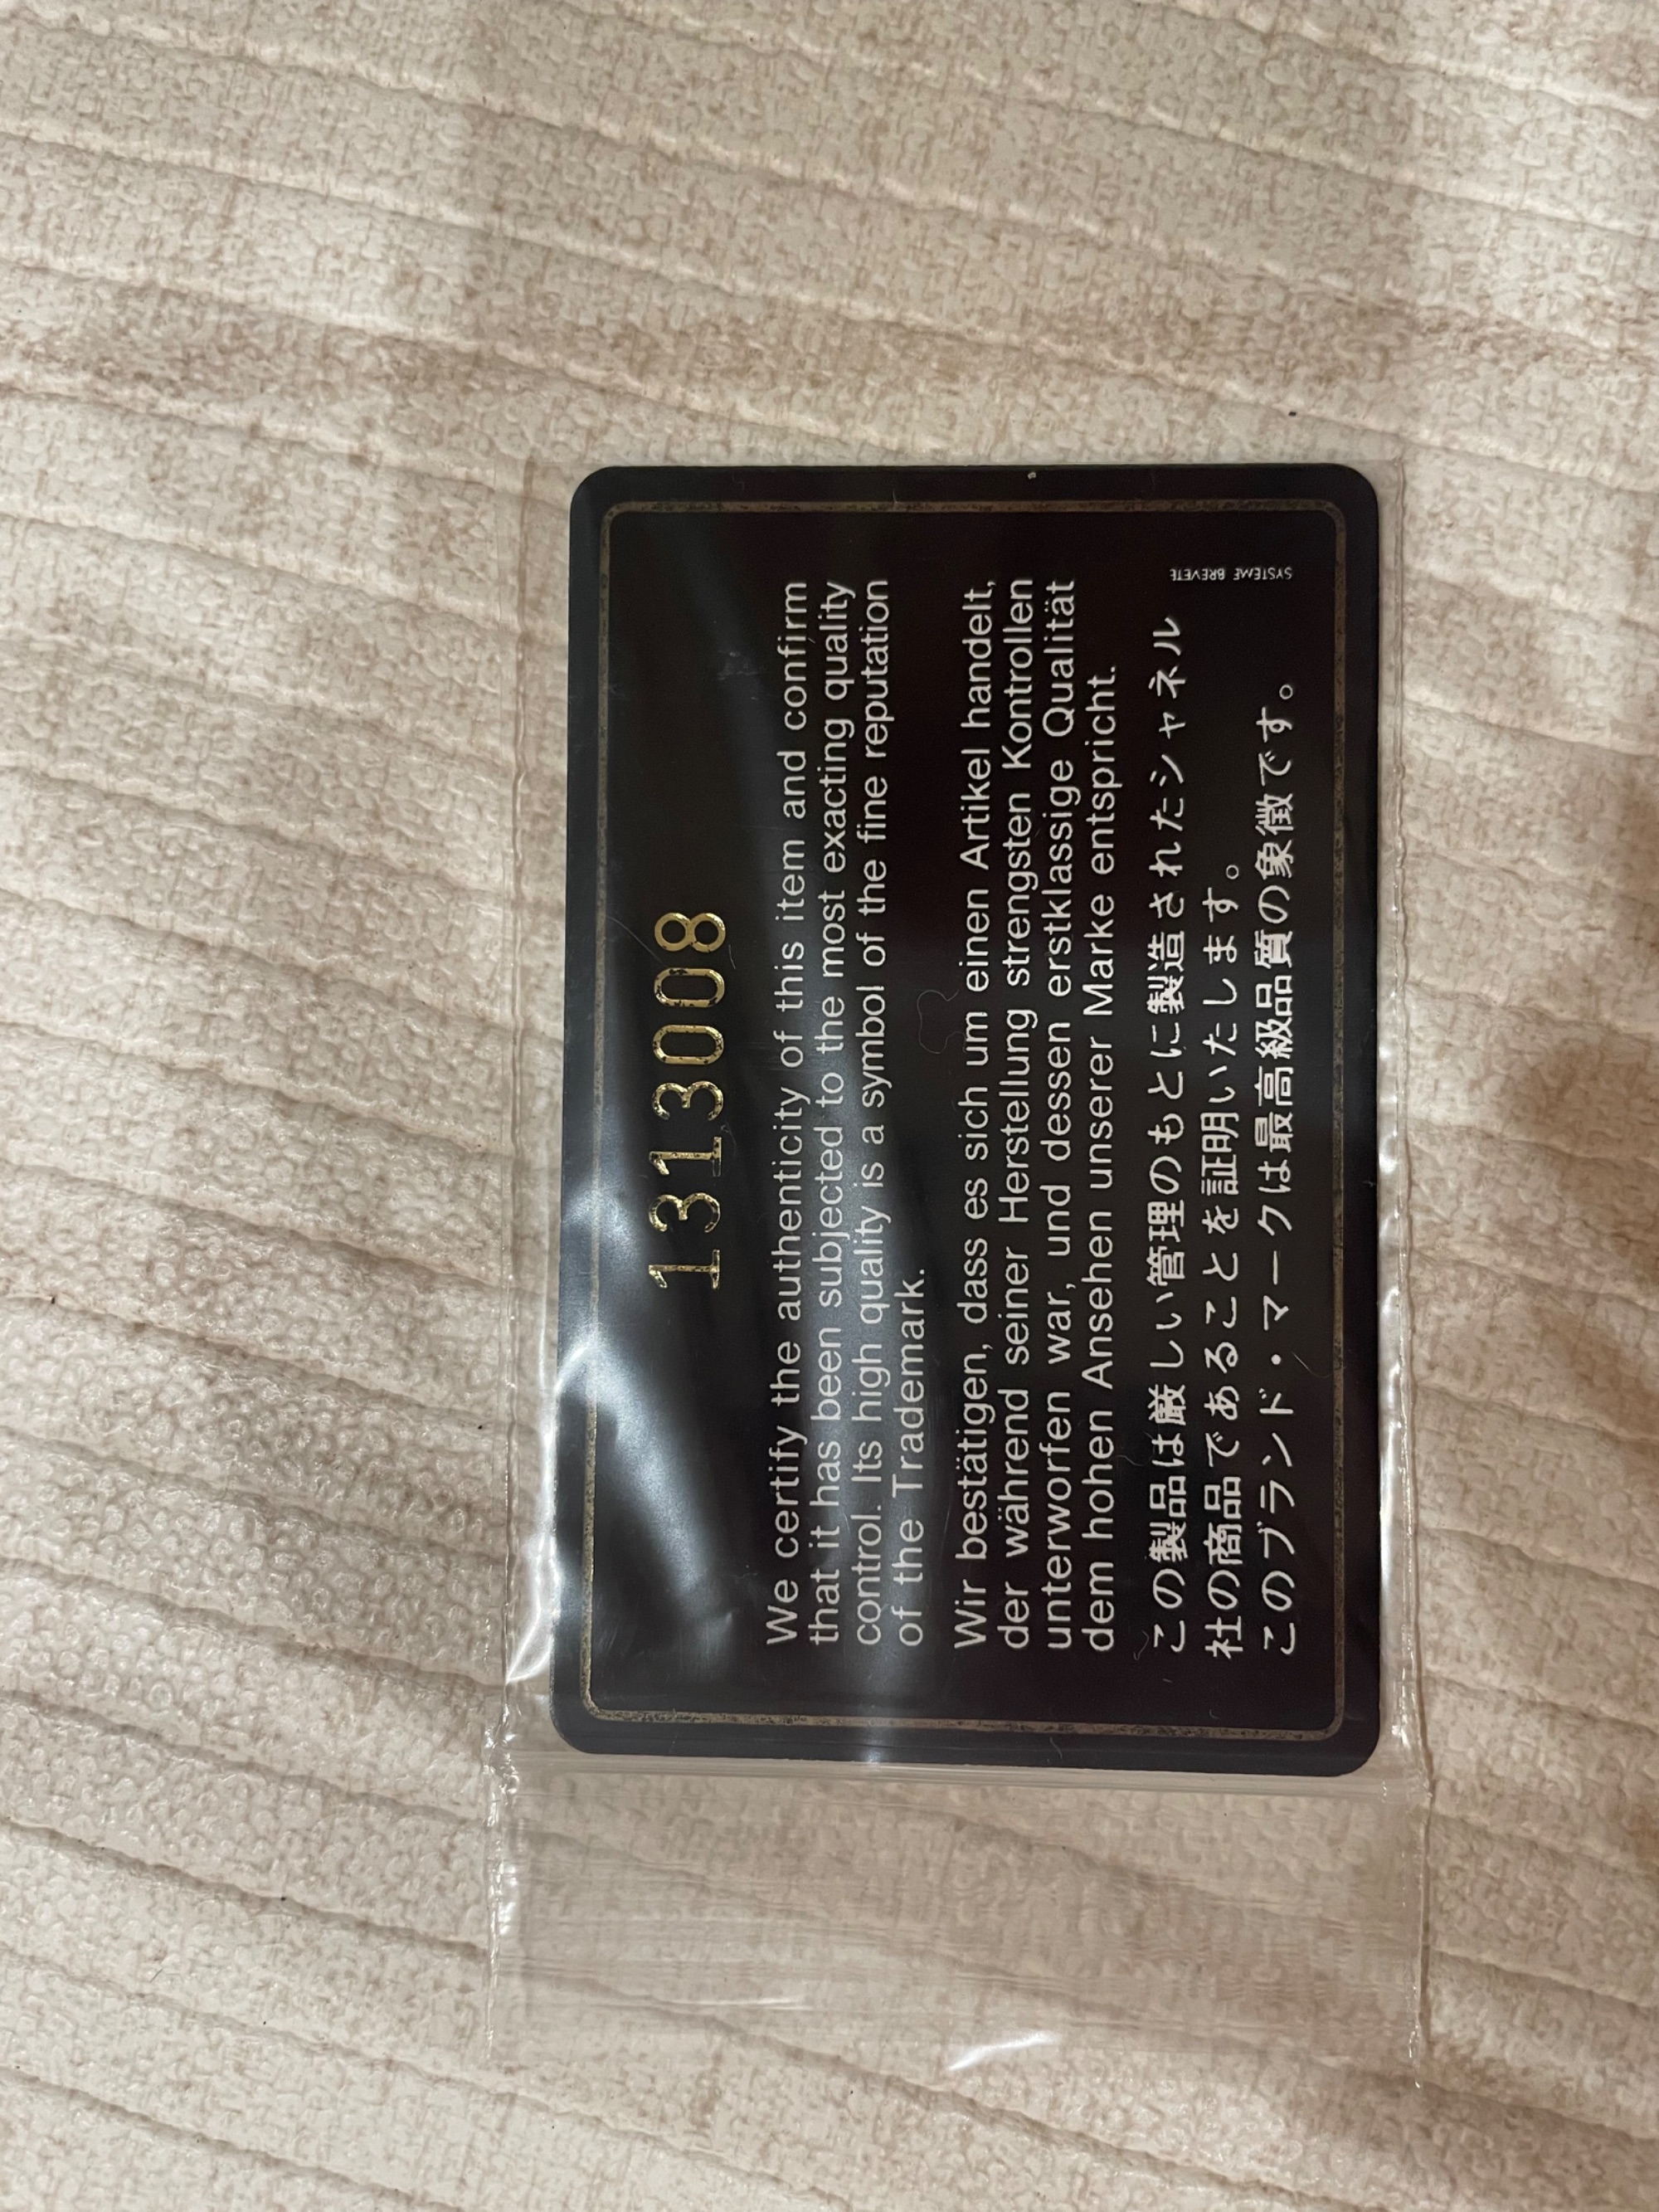 1313008
We certify the authenticity of this item and confirm
that it has been subjected to the most exacting quality
control. Its high quality is a symbol of the fine reputation
of the Trademark.
Wir bestätigen, dass es sich um einen Artikel handelt,
der während seiner Herstellung strengsten Kontrollen
unterworfen war, und dessen erstklassige Qualität
dem hohen Ansehen unserer Marke entspricht.
この製品は厳しい管理のもとに製造されたシャネル
社の商品であることを証明いたします。
このブランド・マークは最高級品質の象徴です。
SYSTEME BREVETE